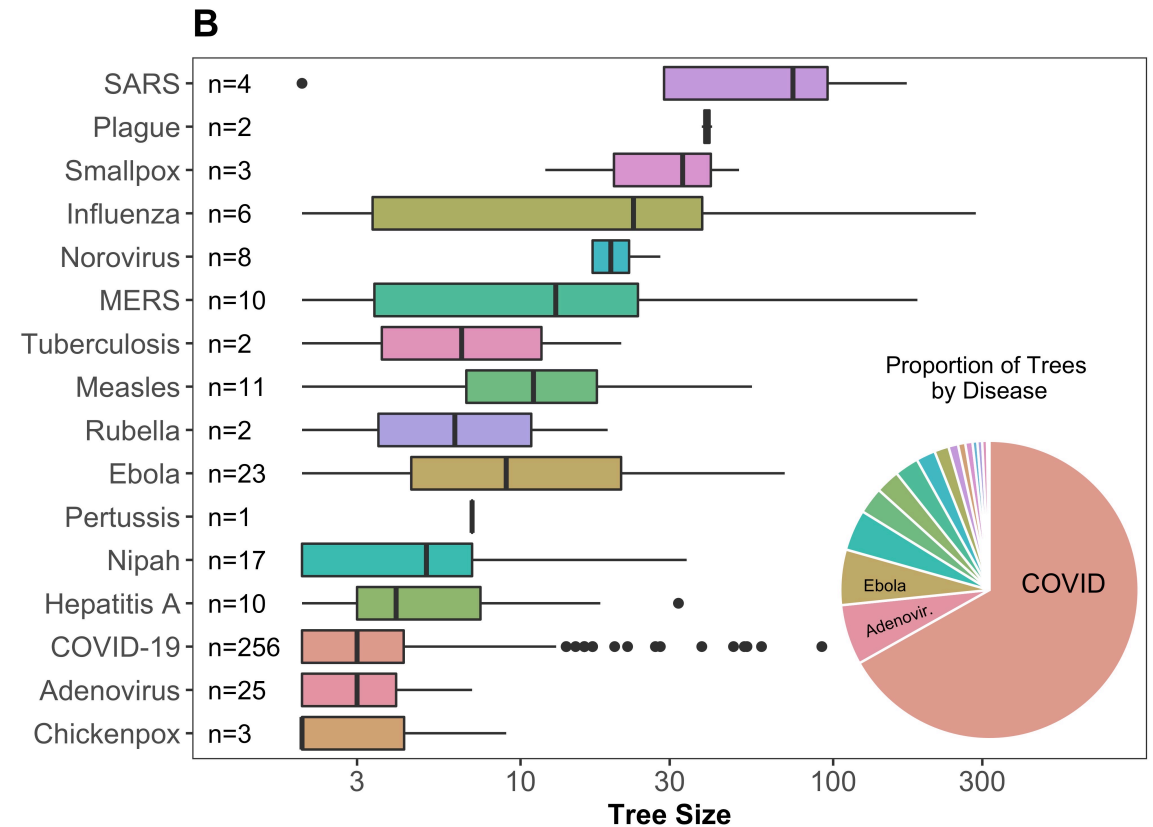 B
SARS n=4
Plague n=2
Smallpox n=3
Influenza n=6
Norovirus n=8
MERS n=10
Tuberculosis n=2
Measles n=11
Rubella n=2
Ebola n=23
Pertussis n=1
Nipah n=17
Hepatitis A n=10
COVID-19 n=256
Adenovirus n=25
Chickenpox n=3
Proportion of Trees
by Disease
COVID
Ebola
Adenovir.
3 10 30 100 300
Tree Size